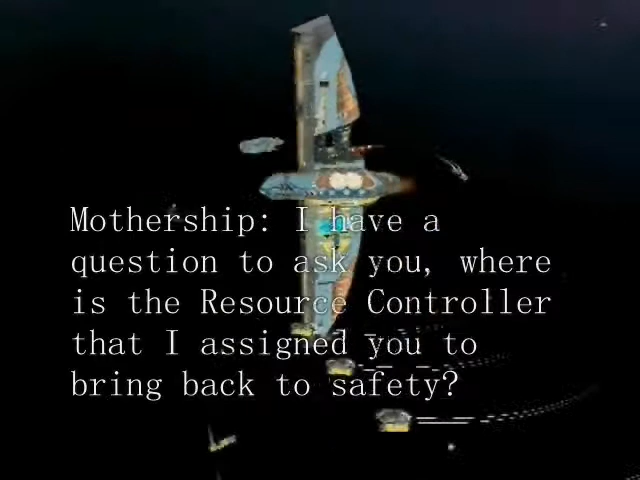 Mothership: I have a
question to ask you, where
is the Resource Controller
that I assigned you to
bring back to safety?